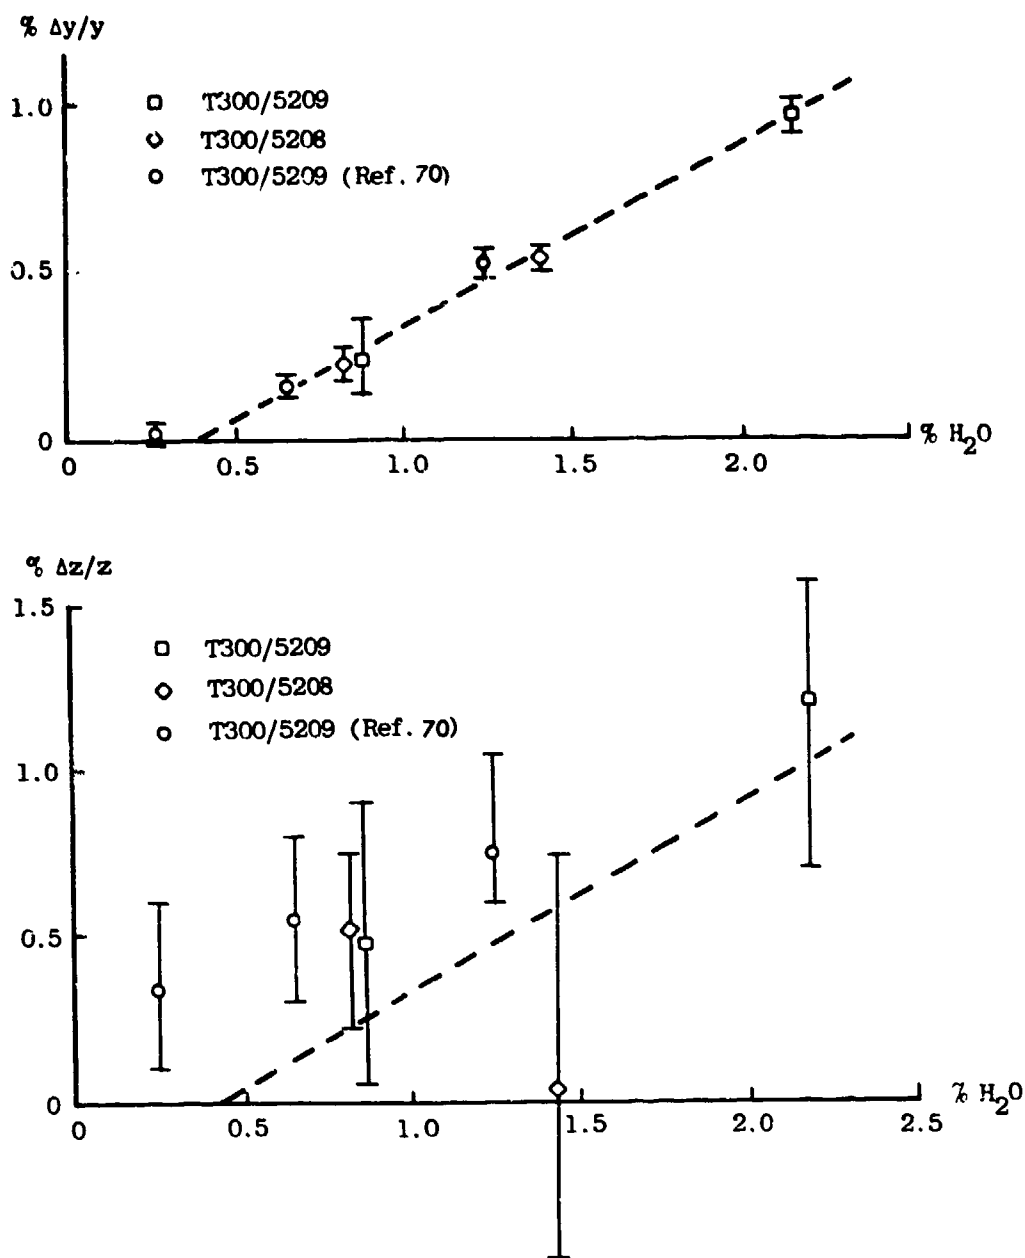 % Δy/y
1.0
T300/5209
T300/5208
T300/5209 (Ref. 70)
0.5
0
% H₂O
0 0.5 1.0 1.5 2.0
% Δz/z
1.5
T300/5209
T300/5208
T300/5209 (Ref. 70)
1.0
0.5
0
% H₂O
0 0.5 1.0 1.5 2.0 2.5